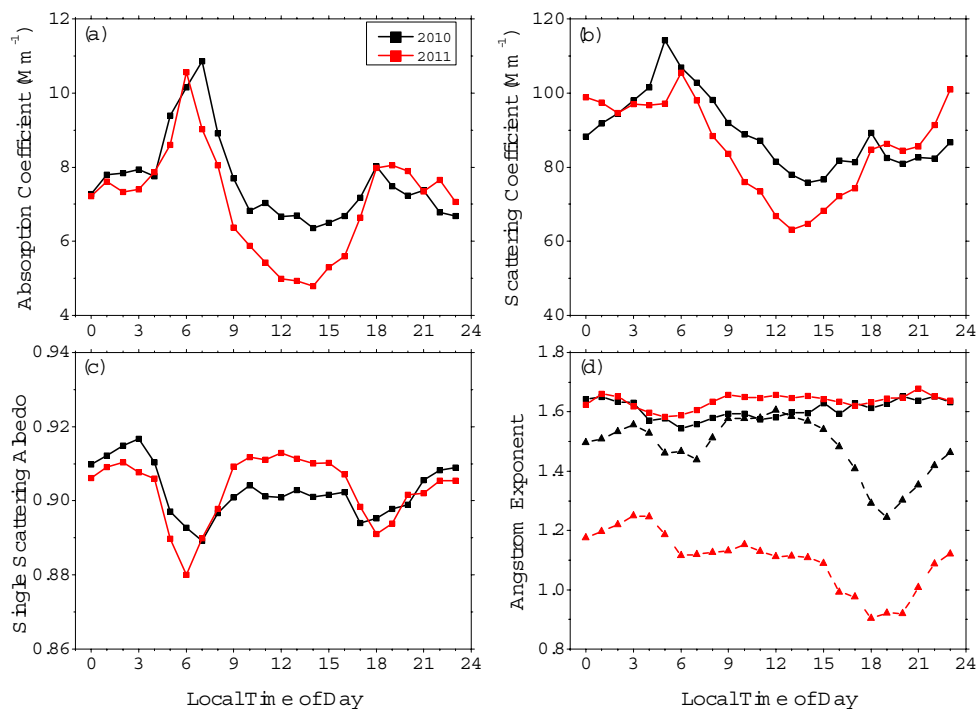 (a)
2010
2011
Absorption Coefficient (Mm⁻¹)
12
10
8
6
4
0 3 6 9 12 15 18 21 24
(b)
Scattering Coefficient (Mm⁻¹)
120
100
80
60
40
0 3 6 9 12 15 18 21 24
(c)
Single Scattering Albedo
0.94
0.92
0.90
0.88
0.86
0 3 6 9 12 15 18 21 24
Local Time of Day
(d)
Angstrom Exponent
1.8
1.6
1.4
1.2
1.0
0.8
0 3 6 9 12 15 18 21 24
Local Time of Day